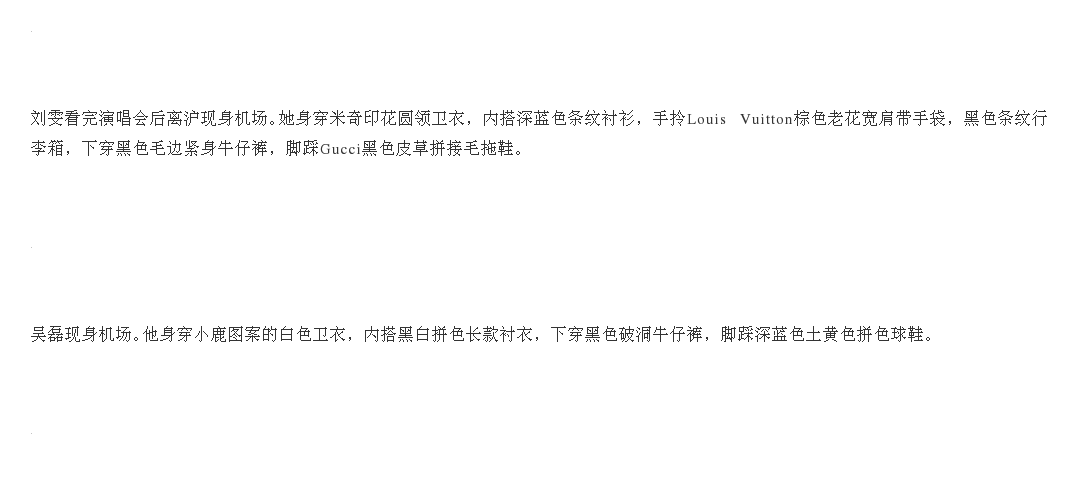 刘雯看完演唱会后离沪现身机场。她身穿米奇印花圆领卫衣，内搭深蓝色条纹衬衫，手拎Louis Vuitton棕色老花宽肩带手袋，黑色条纹行
李箱，下穿黑色毛边紧身牛仔裤，脚踩Gucci黑色皮草拼接毛拖鞋。
吴磊现身机场。他身穿小鹿图案的白色卫衣，内搭黑白拼色长款衬衣，下穿黑色破洞牛仔裤，脚踩深蓝色土黄色拼色球鞋。